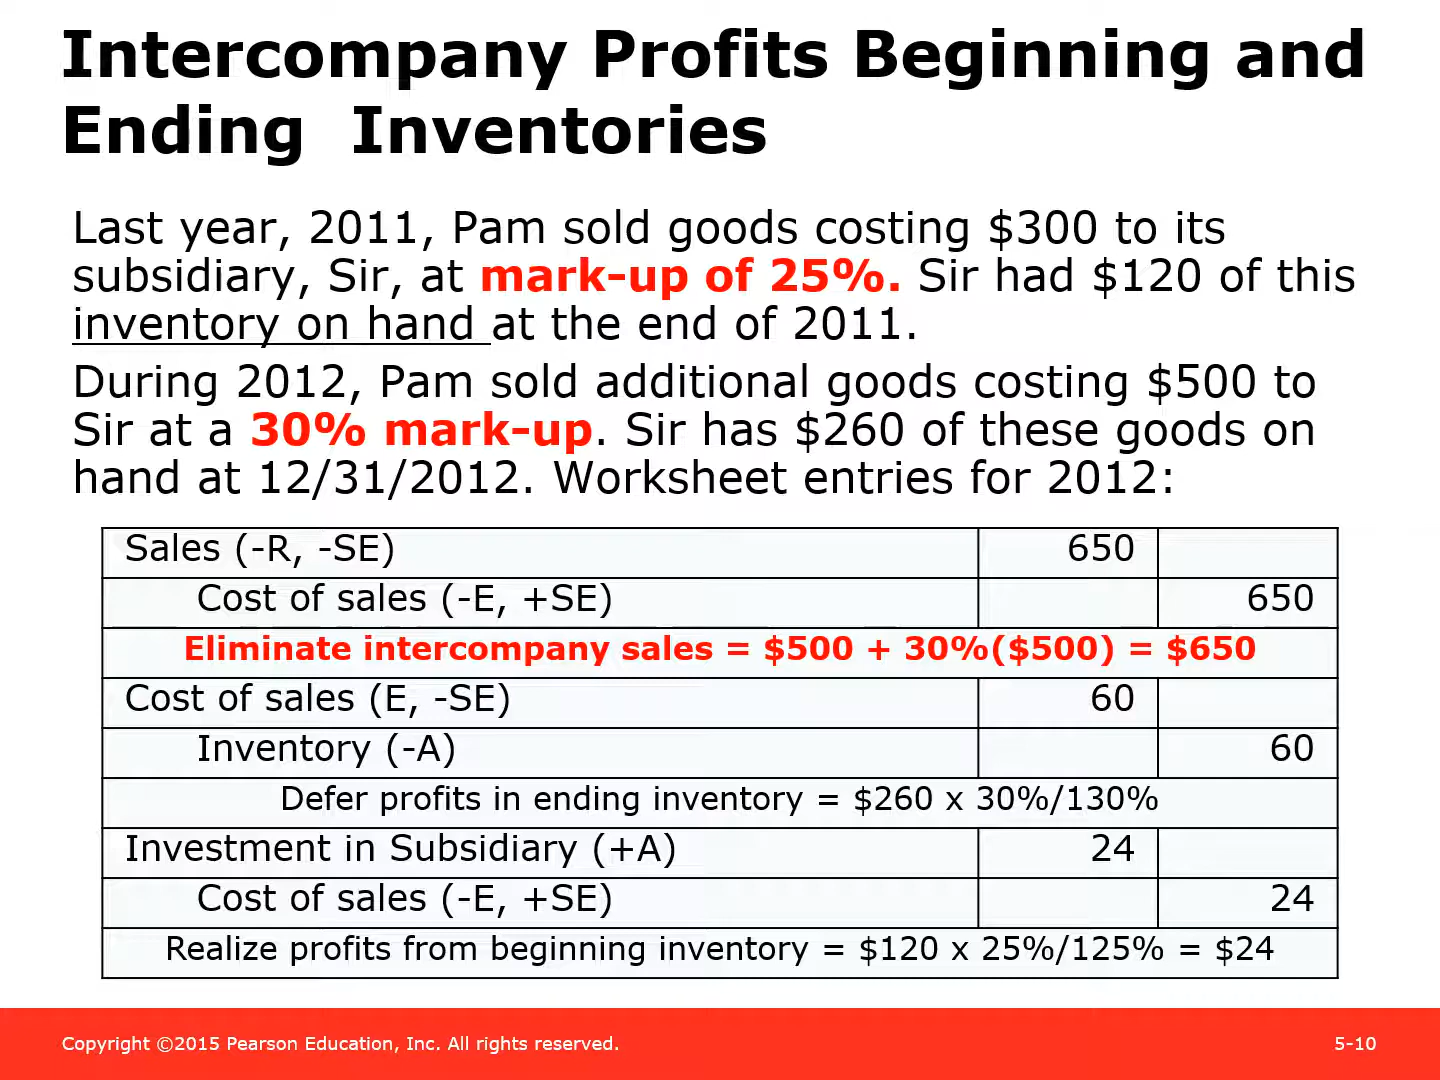 Intercompany Profits Beginning and
Ending Inventories
Last year, 2011, Pam sold goods costing $300 to its
subsidiary, Sir, at mark-up of 25%. Sir had $120 of this
inventory on hand at the end of 2011.
During 2012, Pam sold additional goods costing $500 to
Sir at a 30% mark-up. Sir has $260 of these goods on
hand at 12/31/2012. Worksheet entries for 2012:
Sales (-R, -SE) 650
Cost of sales (-E, +SE) 650
Eliminate intercompany sales = $500 + 30%($500) = $650
Cost of sales (E, -SE) 60
Inventory (-A) 60
Defer profits in ending inventory = $260 x 30%/130%
Investment in Subsidiary (+A) 24
Cost of sales (-E, +SE) 24
Realize profits from beginning inventory = $120 x 25%/125% = $24
Copyright ©2015 Pearson Education, Inc. All rights reserved. 5-10